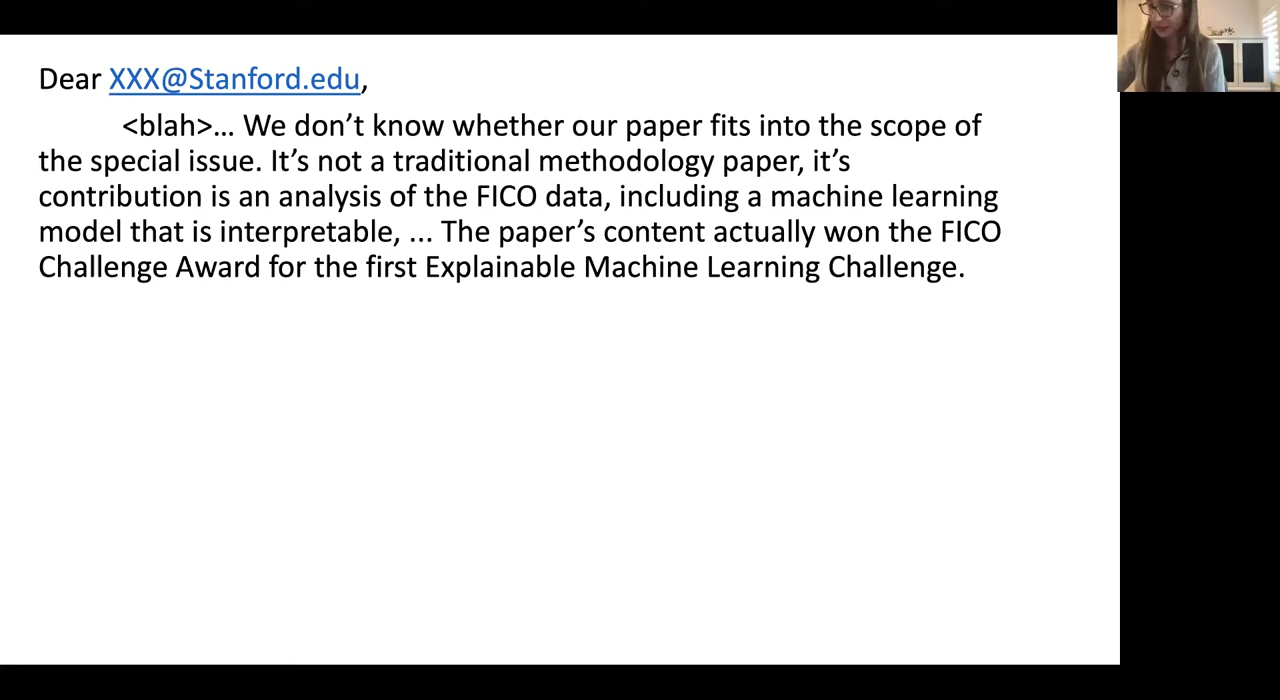 Dear XXX@Stanford.edu,
<blah>… We don’t know whether our paper fits into the scope of
the special issue. It’s not a traditional methodology paper, it’s
contribution is an analysis of the FICO data, including a machine learning
model that is interpretable, ... The paper’s content actually won the FICO
Challenge Award for the first Explainable Machine Learning Challenge.